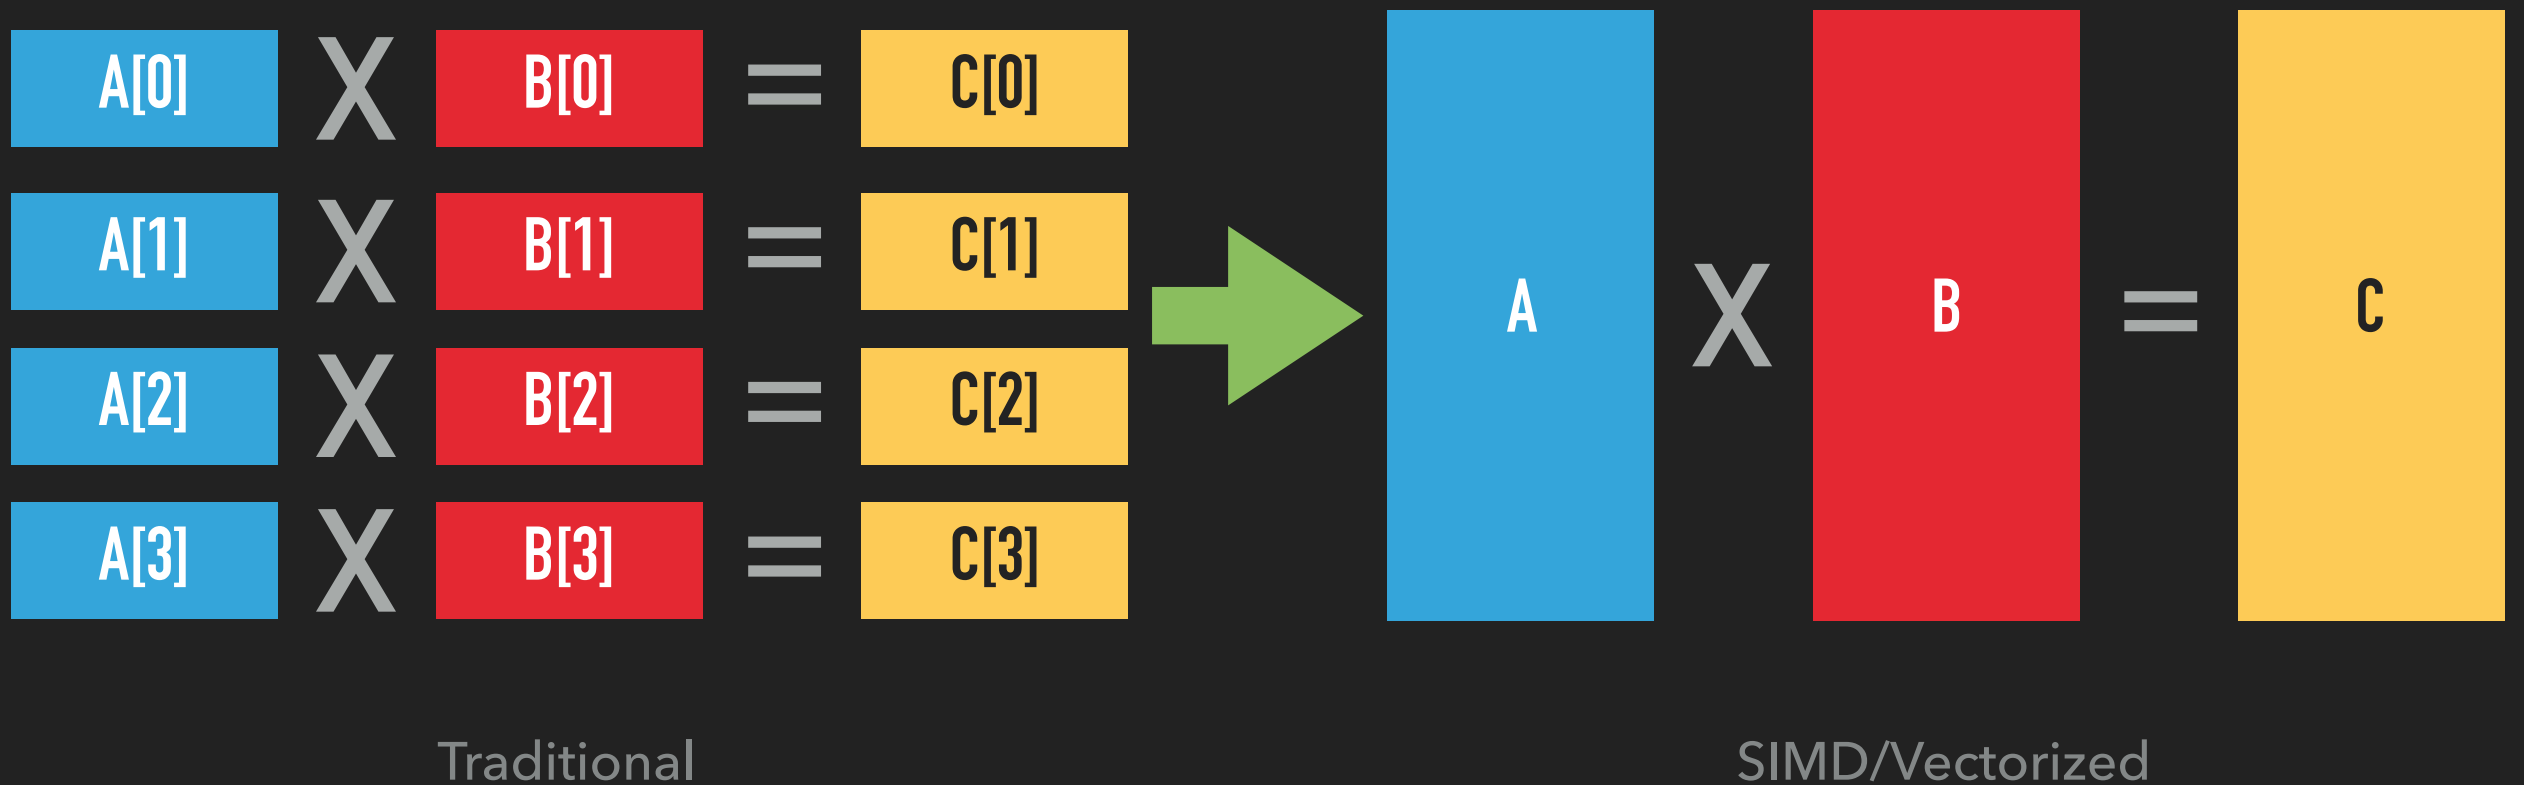 A[0] X B[0] = C[0]
A[1] X B[1] = C[1]
A[2] X B[2] = C[2]
A[3] X B[3] = C[3]
A X B = C
Traditional
SIMD/Vectorized